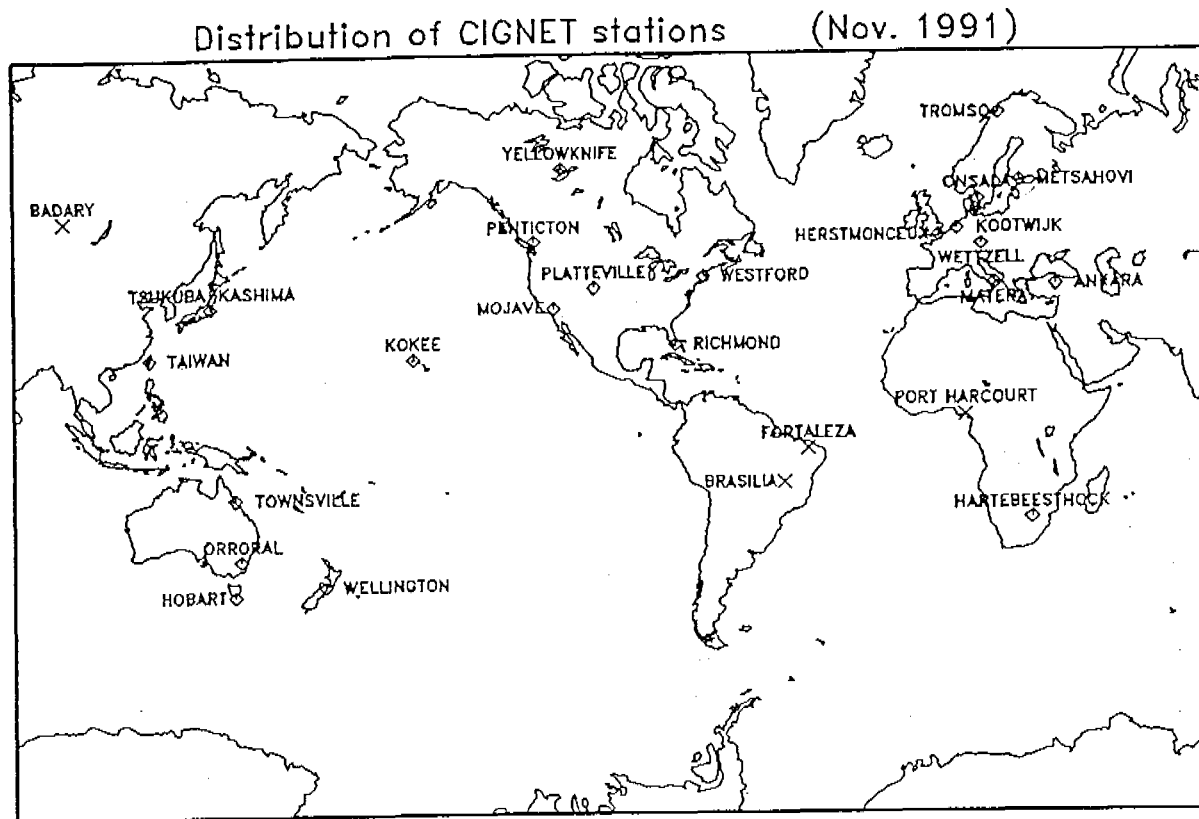 Distribution of CIGNET stations (Nov. 1991)
TROMSO
YELLOWKNIFE
ONSALA
METSAHOVI
BADARY
PENTICTON
HERSTMONCEUX
KOOTWIJK
WETTZELL
PLATTEVILLE
WESTFORD
TSUKUBA
KASHIMA
MATERA
ANKARA
MOJAVE
RICHMOND
KOKEE
TAIWAN
PORT HARCOURT
FORTALEZA
BRASILIA
TOWNSVILLE
HARTEBEESTHOCK
ORRORAL
HOBART
WELLINGTON